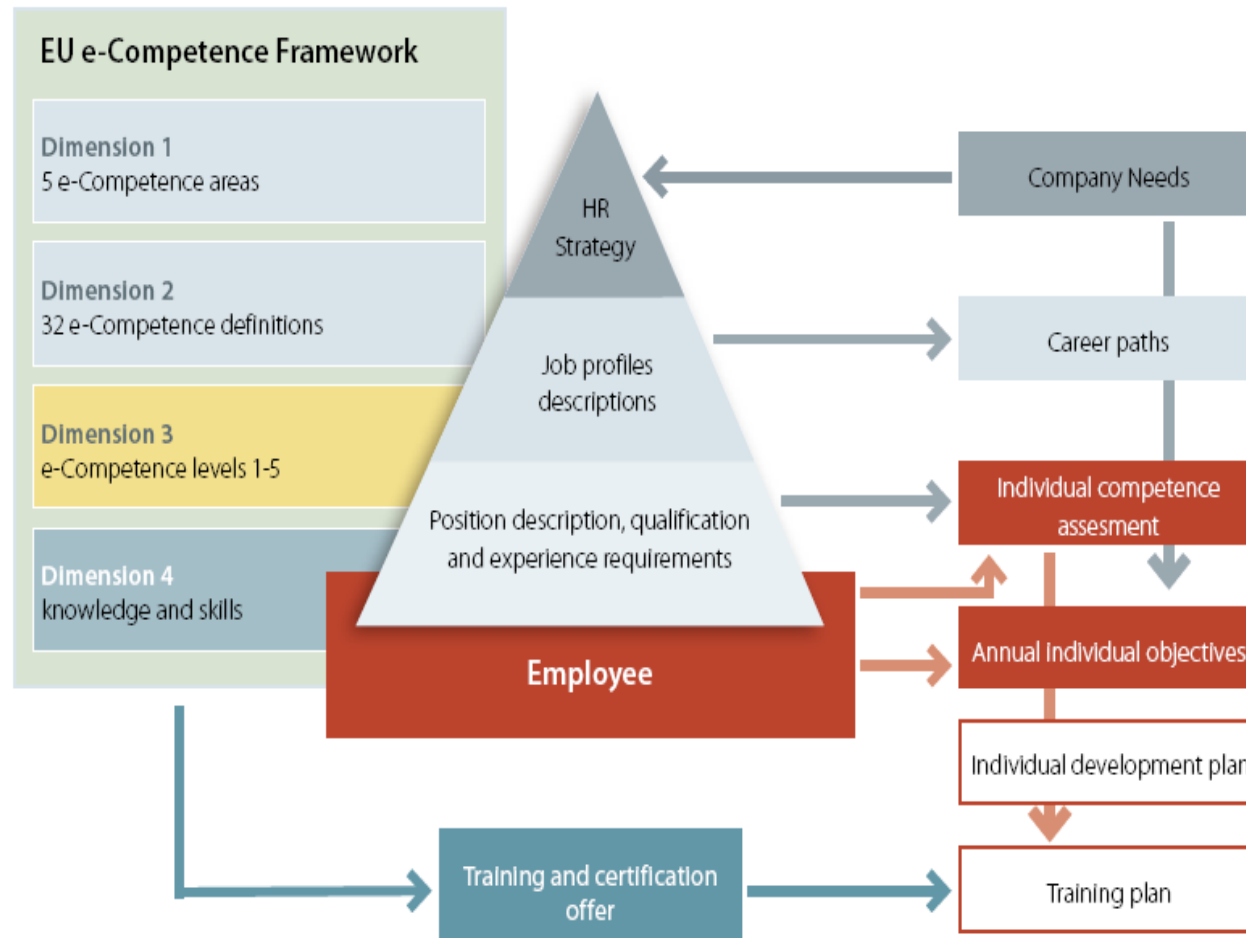 EU e-Competence Framework
Dimension 1
5 e-Competence areas
Dimension 2
32 e-Competence definitions
Dimension 3
e-Competence levels 1-5
Dimension 4
knowledge and skills
HR
Strategy
Job profiles
descriptions
Position description, qualification
and experience requirements
Employee
Training and certification
offer
Company Needs
Career paths
Individual competence
assesment
Annual individual objectives
Individual development plan
Training plan